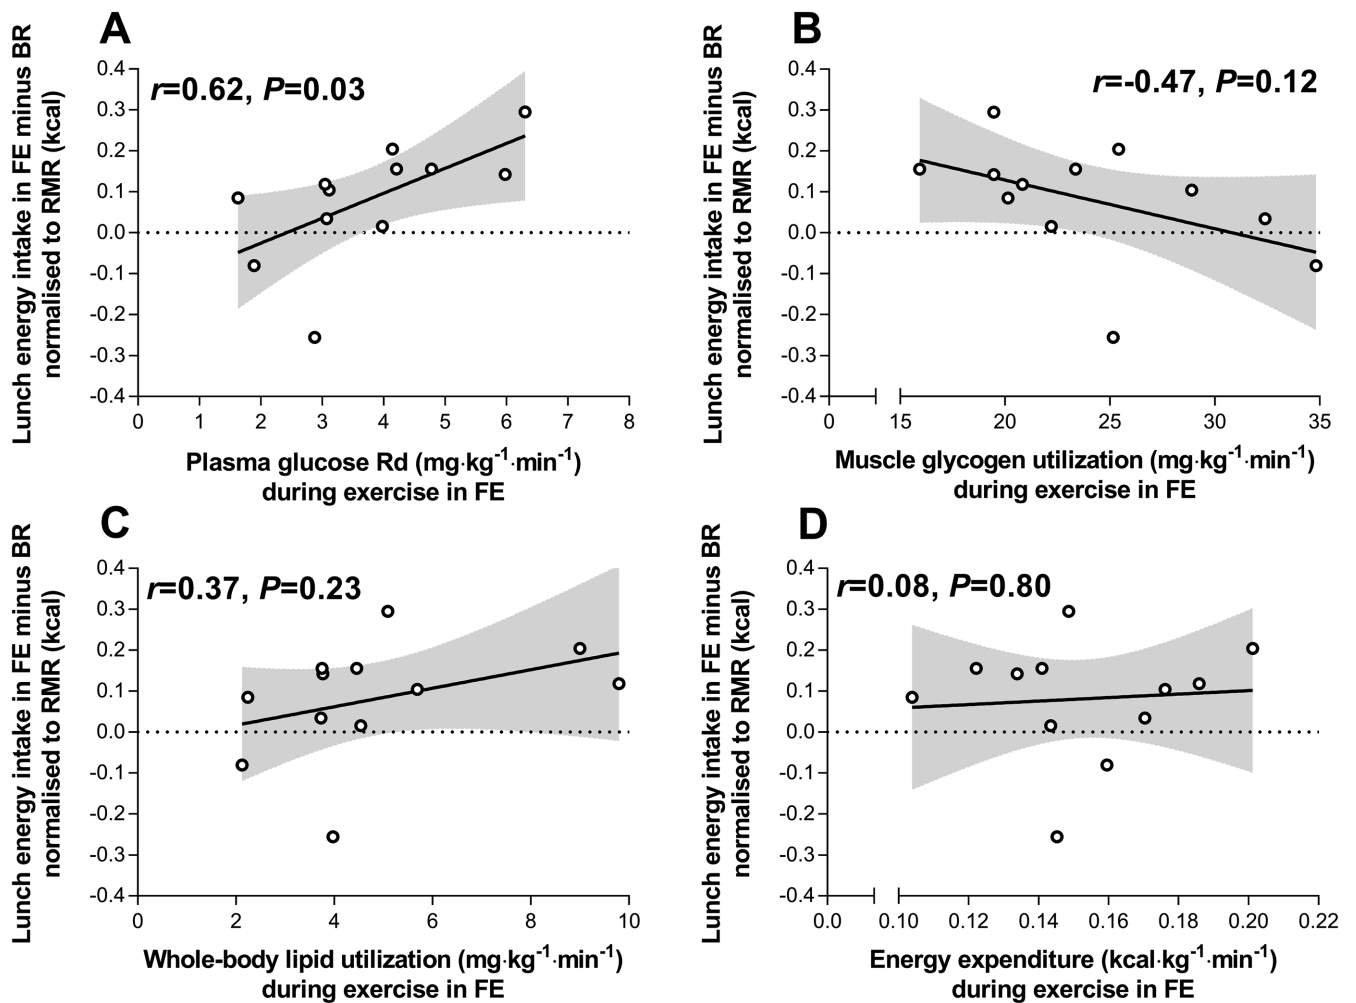 A
Lunch energy intake in FE minus BR
normalised to RMR (kcal)
r=0.62, P=0.03
0.4
0.3
0.2
0.1
0.0
-0.1
-0.2
-0.3
-0.4
0 1 2 3 4 5 6 7 8
Plasma glucose Rd (mg·kg⁻¹·min⁻¹)
during exercise in FE
B
Lunch energy intake in FE minus BR
normalised to RMR (kcal)
r=-0.47, P=0.12
0.4
0.3
0.2
0.1
0.0
-0.1
-0.2
-0.3
-0.4
0 15 20 25 30 35
Muscle glycogen utilization (mg·kg⁻¹·min⁻¹)
during exercise in FE
C
Lunch energy intake in FE minus BR
normalised to RMR (kcal)
r=0.37, P=0.23
0.4
0.3
0.2
0.1
0.0
-0.1
-0.2
-0.3
-0.4
0 2 4 6 8 10
Whole-body lipid utilization (mg·kg⁻¹·min⁻¹)
during exercise in FE
D
Lunch energy intake in FE minus BR
normalised to RMR (kcal)
r=0.08, P=0.80
0.4
0.3
0.2
0.1
0.0
-0.1
-0.2
-0.3
-0.4
0.0 0.10 0.12 0.14 0.16 0.18 0.20 0.22
Energy expenditure (kcal·kg⁻¹·min⁻¹)
during exercise in FE